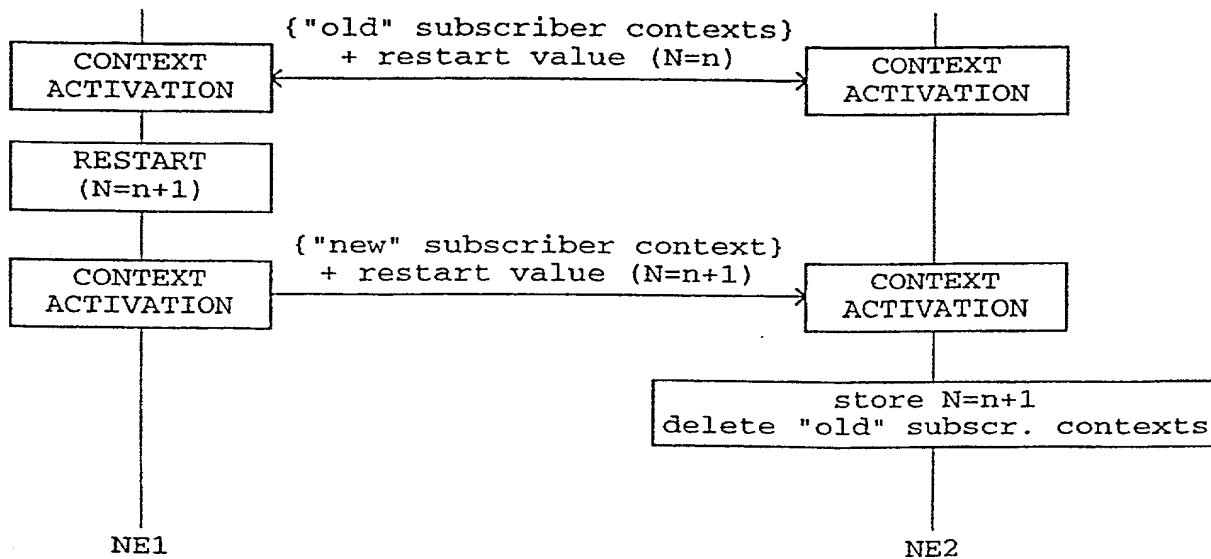 {"old" subscriber contexts}
+ restart value (N=n)
CONTEXT
ACTIVATION
CONTEXT
ACTIVATION
RESTART
(N=n+1)
{"new" subscriber context}
+ restart value (N=n+1)
CONTEXT
ACTIVATION
CONTEXT
ACTIVATION
store N=n+1
delete "old" subscr. contexts
NE1
NE2